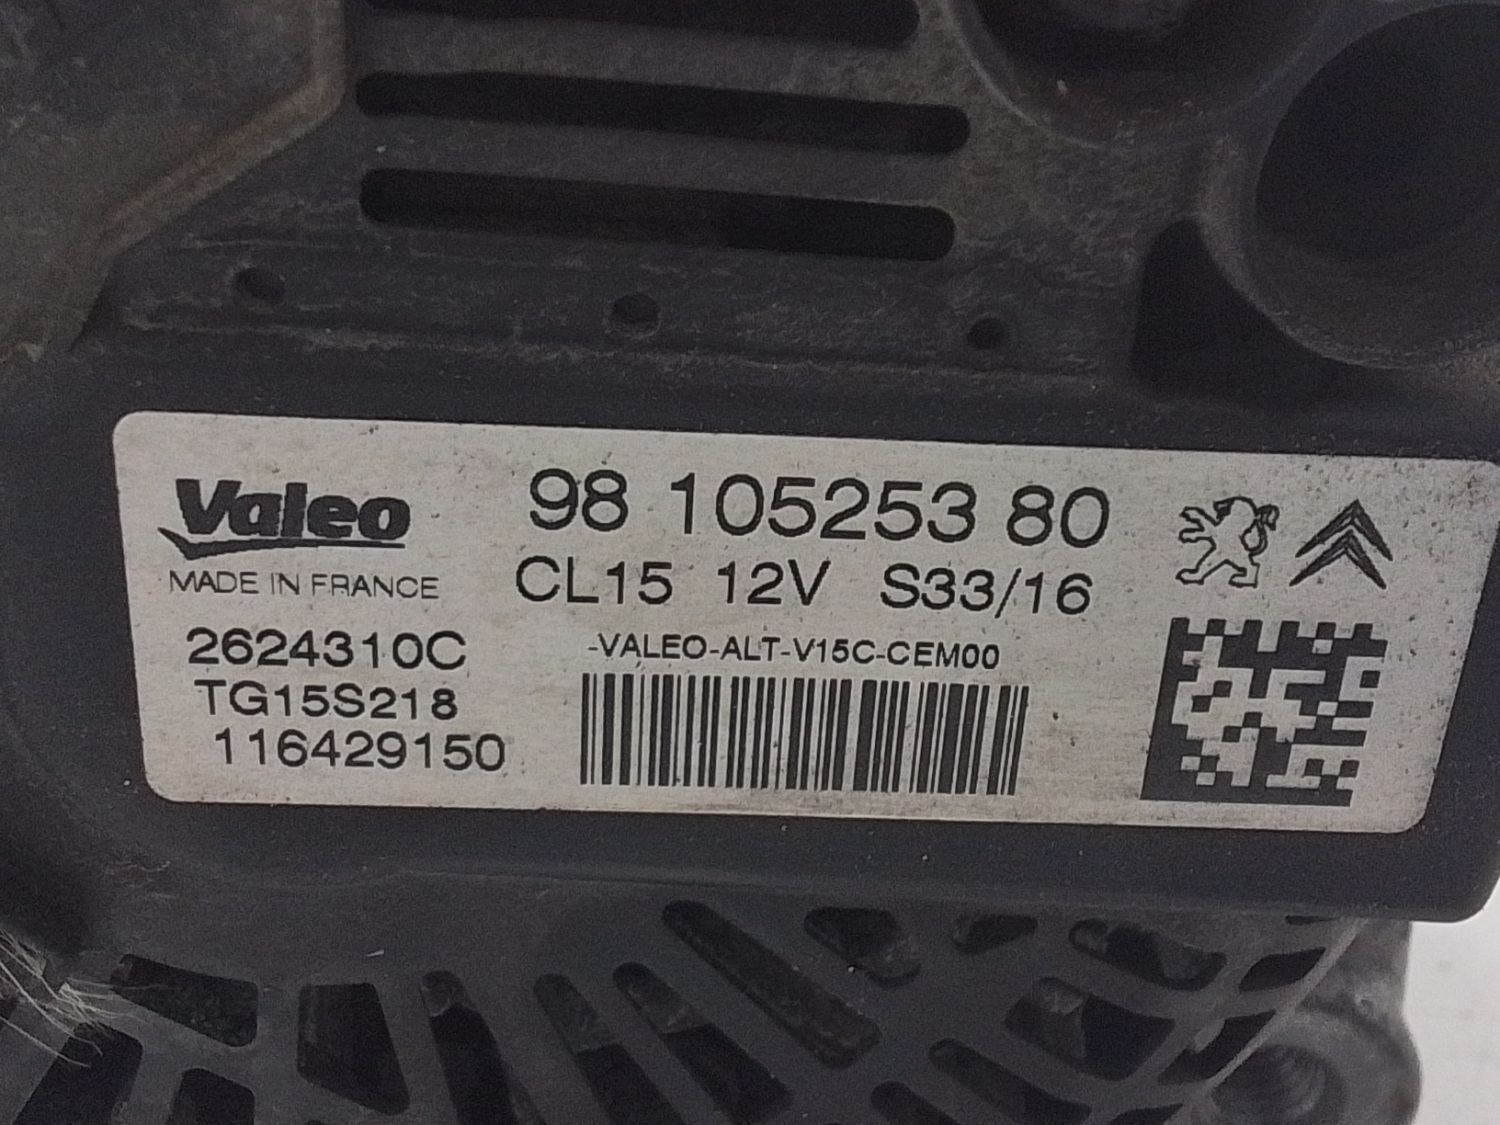 Valeo
MADE IN FRANCE
98 105253 80
CL15 12V S33/16
2624310C
TG15S218
116429150
-VALEO-ALT-V15C-CEM00